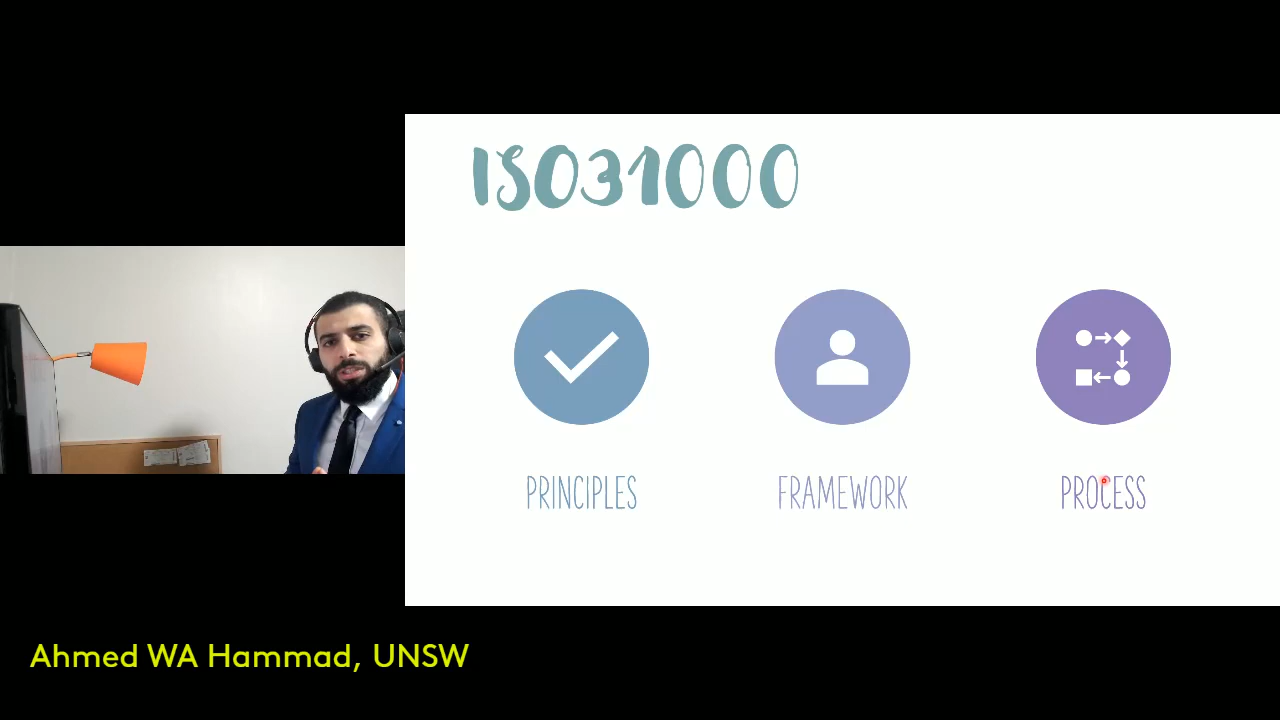 ISO31000
PRINCIPLES
FRAMEWORK
PROCESS
Ahmed WA Hammad, UNSW